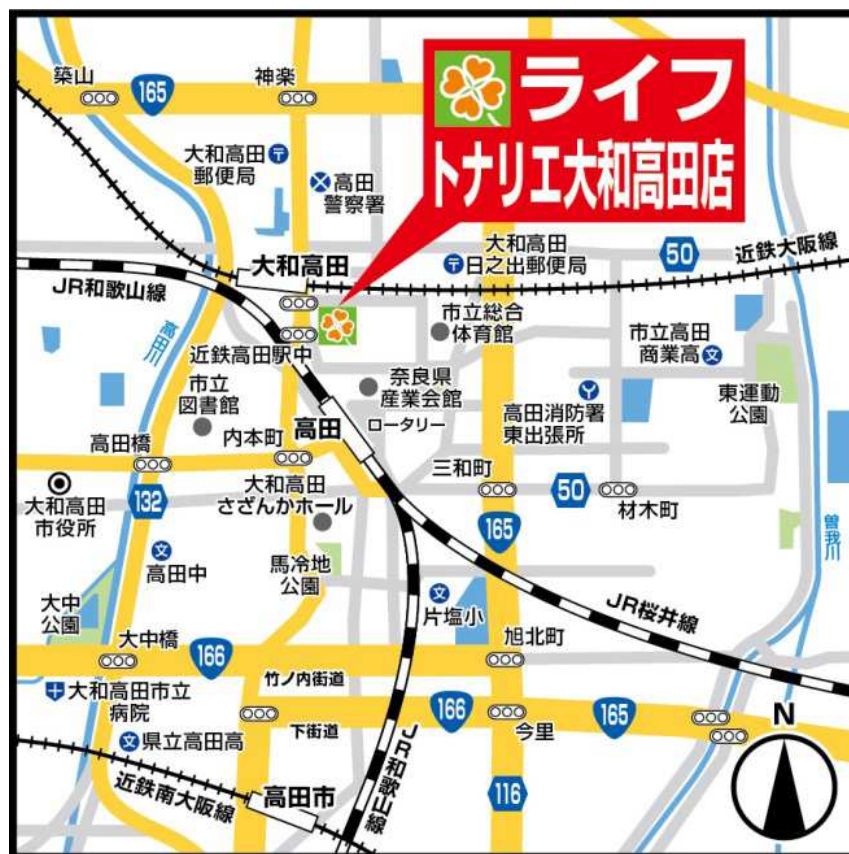 ライフ
トナリエ大和高田店
築山
165
神楽
大和高田
郵便局
高田
警察署
大和高田
大和高田
日之出郵便局
50
近鉄大阪線
JR和歌山線
高田川
近鉄高田駅中
市立総合
体育館
市立高田
商業高
文
市立
図書館
奈良県
産業会館
ロータリー
高田消防署
東出張所
東運動
公園
高田橋
内本町
高田
三和町
50
材木町
大和高田
市役所
132
大和高田
さざんかホール
165
曽我川
文
高田中
馬冷地
公園
文
片塩小
JR桜井線
大中
公園
大中橋
166
旭北町
竹ノ内街道
大和高田市立
病院
下街道
166
今里
165
N
文
県立高田高
JR和歌山線
近鉄南大阪線
高田市
116